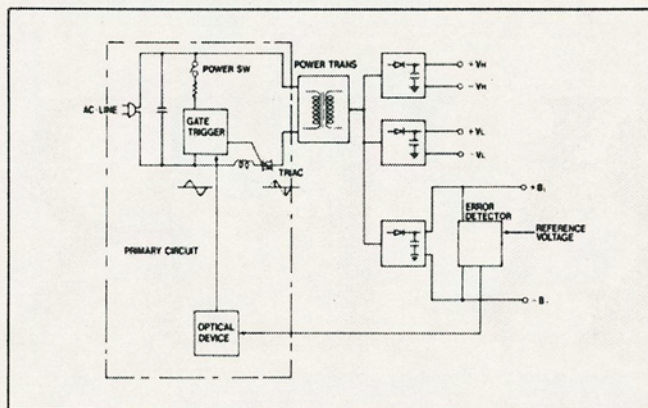 POWER SW
POWER TRANS
+ VH
- VH
AC-LINE
GATE
TRIGGER
+ VL
- VL
TRIAC
+ B.
ERROR
DETECTOR
REFERENCE
VOLTAGE
PRIMARY CIRCUIT
OPTICAL
DEVICE
- B.